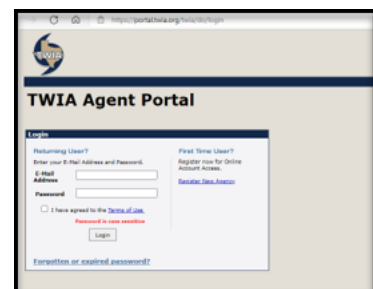 https://portal.twia.org/twia/do/login
TWIA
TWIA Agent Portal
Login
Returning User?
Enter your E-Mail Address and Password.
E-Mail
Address
Password
I have agreed to the Terms of Use.
Password is case sensitive
Login
Forgotten or expired password?
First Time User?
Register now for Online
Account Access.
Register New Agency